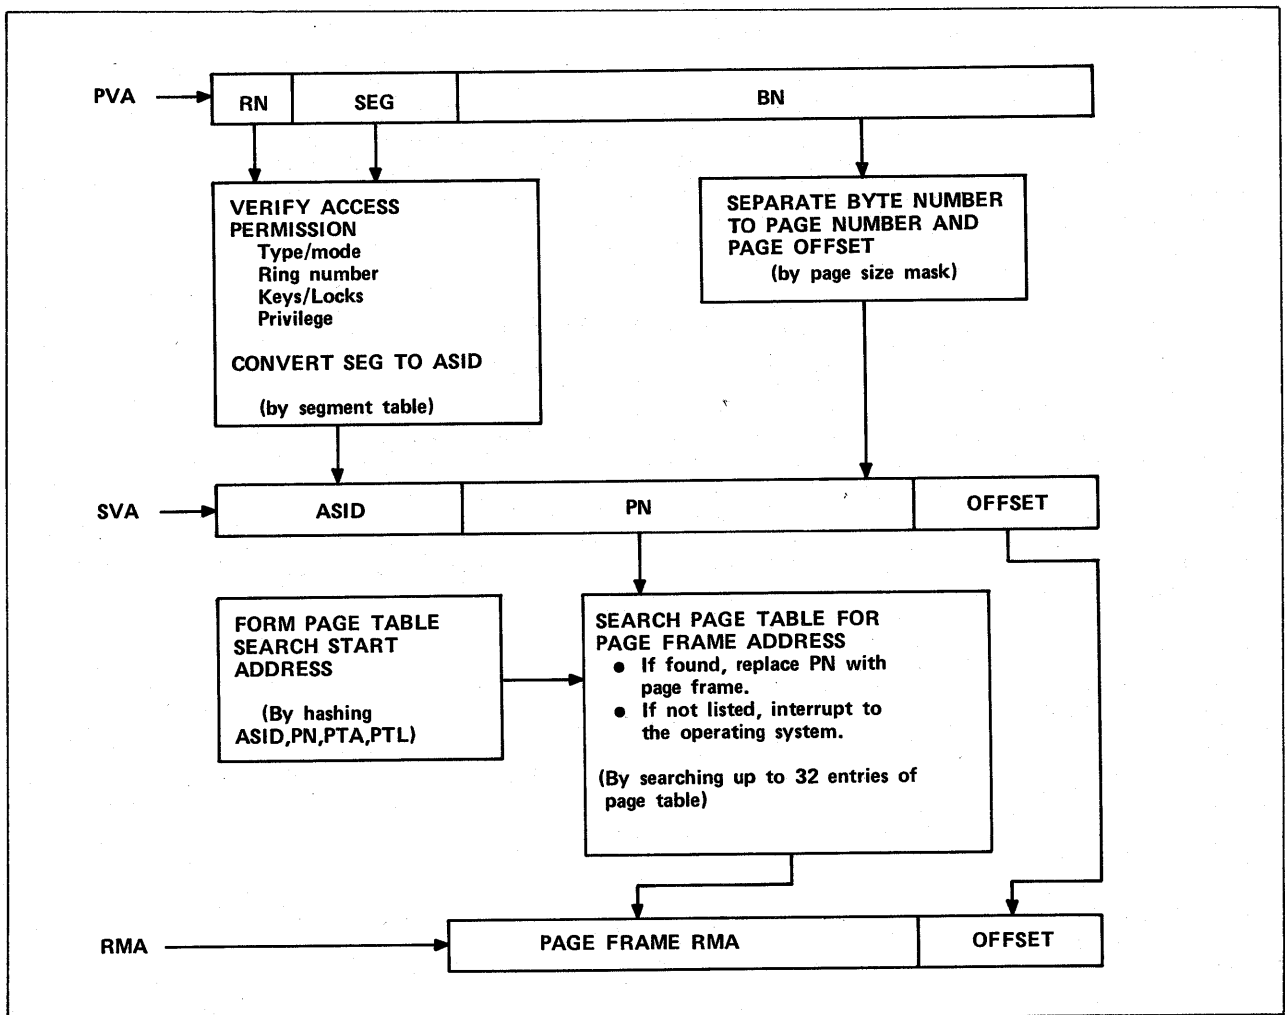 PVA
RN
SEG
BN
VERIFY ACCESS
PERMISSION
Type/mode
Ring number
Keys/Locks
Privilege
CONVERT SEG TO ASID
(by segment table)
SEPARATE BYTE NUMBER
TO PAGE NUMBER AND
PAGE OFFSET
(by page size mask)
SVA
ASID
PN
OFFSET
FORM PAGE TABLE
SEARCH START
ADDRESS
(By hashing
ASID,PN,PTA,PTL)
SEARCH PAGE TABLE FOR
PAGE FRAME ADDRESS
● If found, replace PN with
page frame.
● If not listed, interrupt to
the operating system.
(By searching up to 32 entries of
page table)
RMA
PAGE FRAME RMA
OFFSET